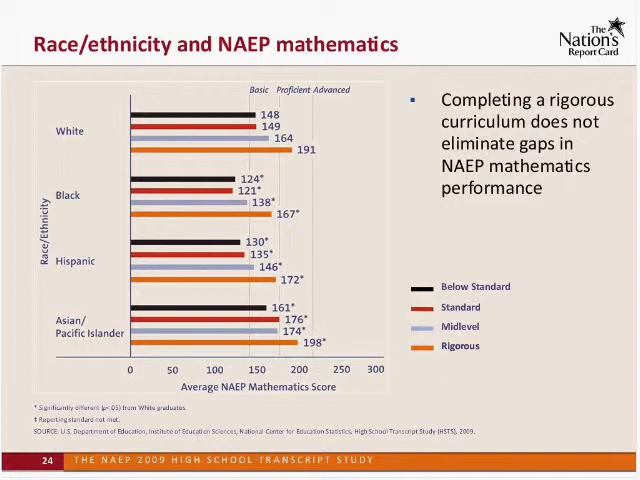 Race/ethnicity and NAEP mathematics
The
Nation's
Report Card
Basic Proficient Advanced
Race/Ethnicity
White
148
149
164
191
Black
124*
121*
138*
167*
Hispanic
130*
135*
146*
172*
Asian/
Pacific Islander
161*
176*
174*
198*
0 50 100 150 200 250 300
Average NAEP Mathematics Score
▪ Completing a rigorous
curriculum does not
eliminate gaps in
NAEP mathematics
performance
Below Standard
Standard
Midlevel
Rigorous
* Significantly different (p<.05) from White graduates.
‡ Reporting standard not met.
SOURCE: U.S. Department of Education, Institute of Education Sciences, National Center for Education Statistics, High School Transcript Study (HSTS), 2009.
24 THE NAEP 2009 HIGH SCHOOL TRANSCRIPT STUDY